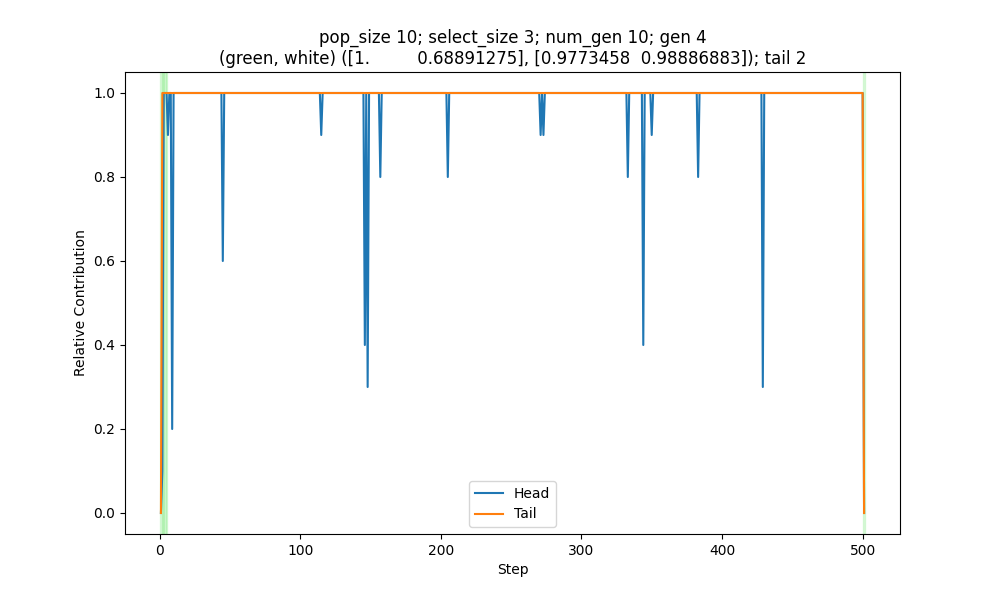 pop_size 10; select_size 3; num_gen 10; gen 4
(green, white) ([1.         0.68891275], [0.9773458  0.98886883]); tail 2
1.0
0.8
0.6
0.4
0.2
0.0
Relative Contribution
Head
Tail
0
100
200
300
400
500
Step